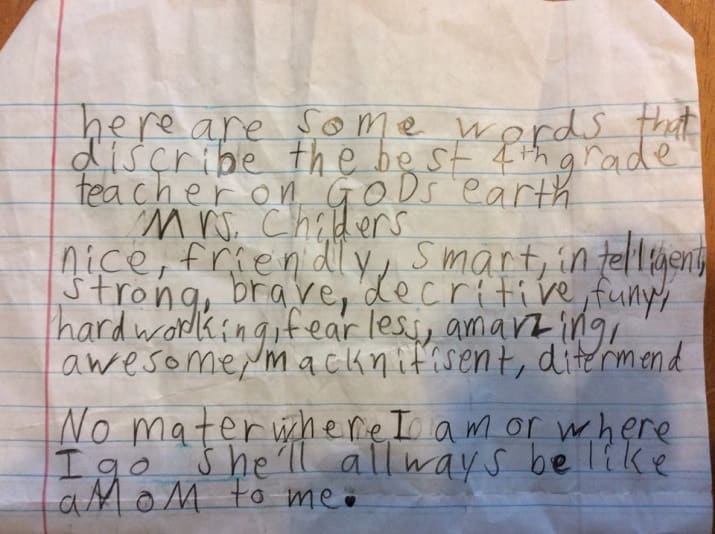 here are some words that
discribe the best 4th grade
teacher on GODs earth
Mrs. Childers
nice, friendly, smart, intelligent,
strong, brave, decritive, funy,
hardworking, fearless, amazing,
awesome, macknifisent, ditermend
No mater where I am or where
I go she'll allways be like
a MoM to me.